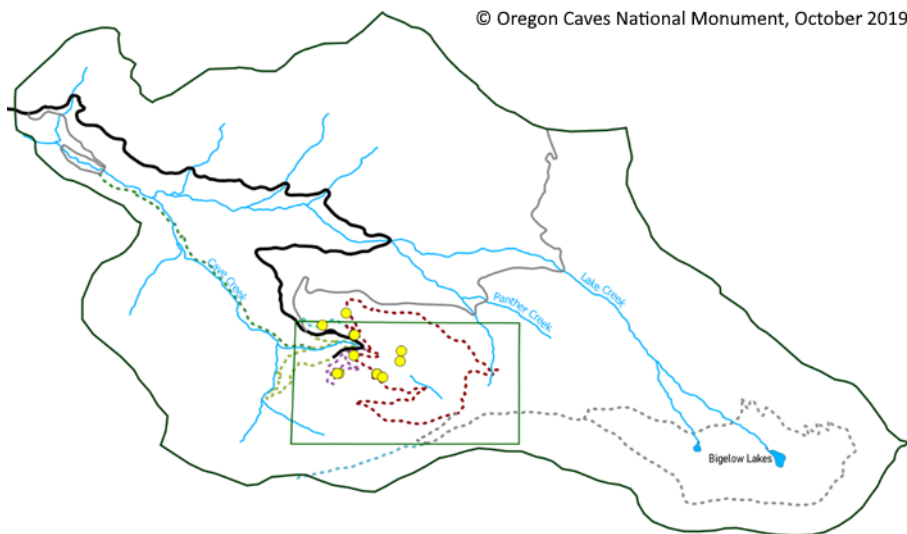 © Oregon Caves National Monument, October 2019
Cave Creek
Lake Creek
Panther Creek
Bigelow Lakes